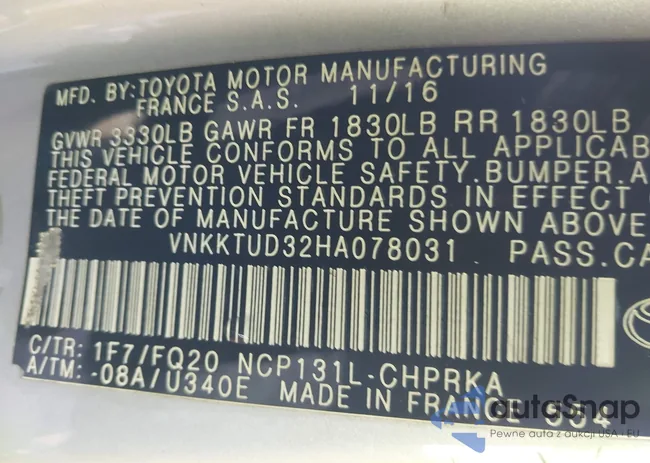 MFD. BY:TOYOTA MOTOR MANUFACTURING
FRANCE S.A.S. 11/16
GVWR 3330LB GAWR FR 1830LB RR 1830LB
THIS VEHICLE CONFORMS TO ALL APPLICAB
FEDERAL MOTOR VEHICLE SAFETY.BUMPER.A
THEFT PREVENTION STANDARDS IN EFFECT
THE DATE OF MANUFACTURE SHOWN ABOVE.
VNKKTUD32HA078031 PASS.CA
C/TR: 1F7/FQ20 NCP131L-CHPRKA
A/TM: -08A/U340E MADE IN FRANCE 554
autoSnap
Pewne auta z aukcji USA i EU